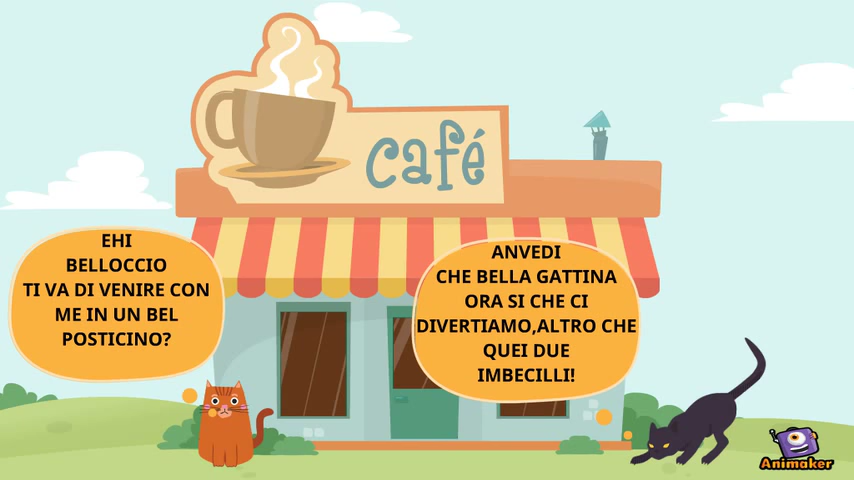 café
EHI
BELLOCCIO
TI VA DI VENIRE CON
ME IN UN BEL
POSTICINO?
ANVEDI
CHE BELLA GATTINA
ORA SI CHE CI
DIVERTIAMO,ALTRO CHE
QUEI DUE
IMBECILLI!
Animaker